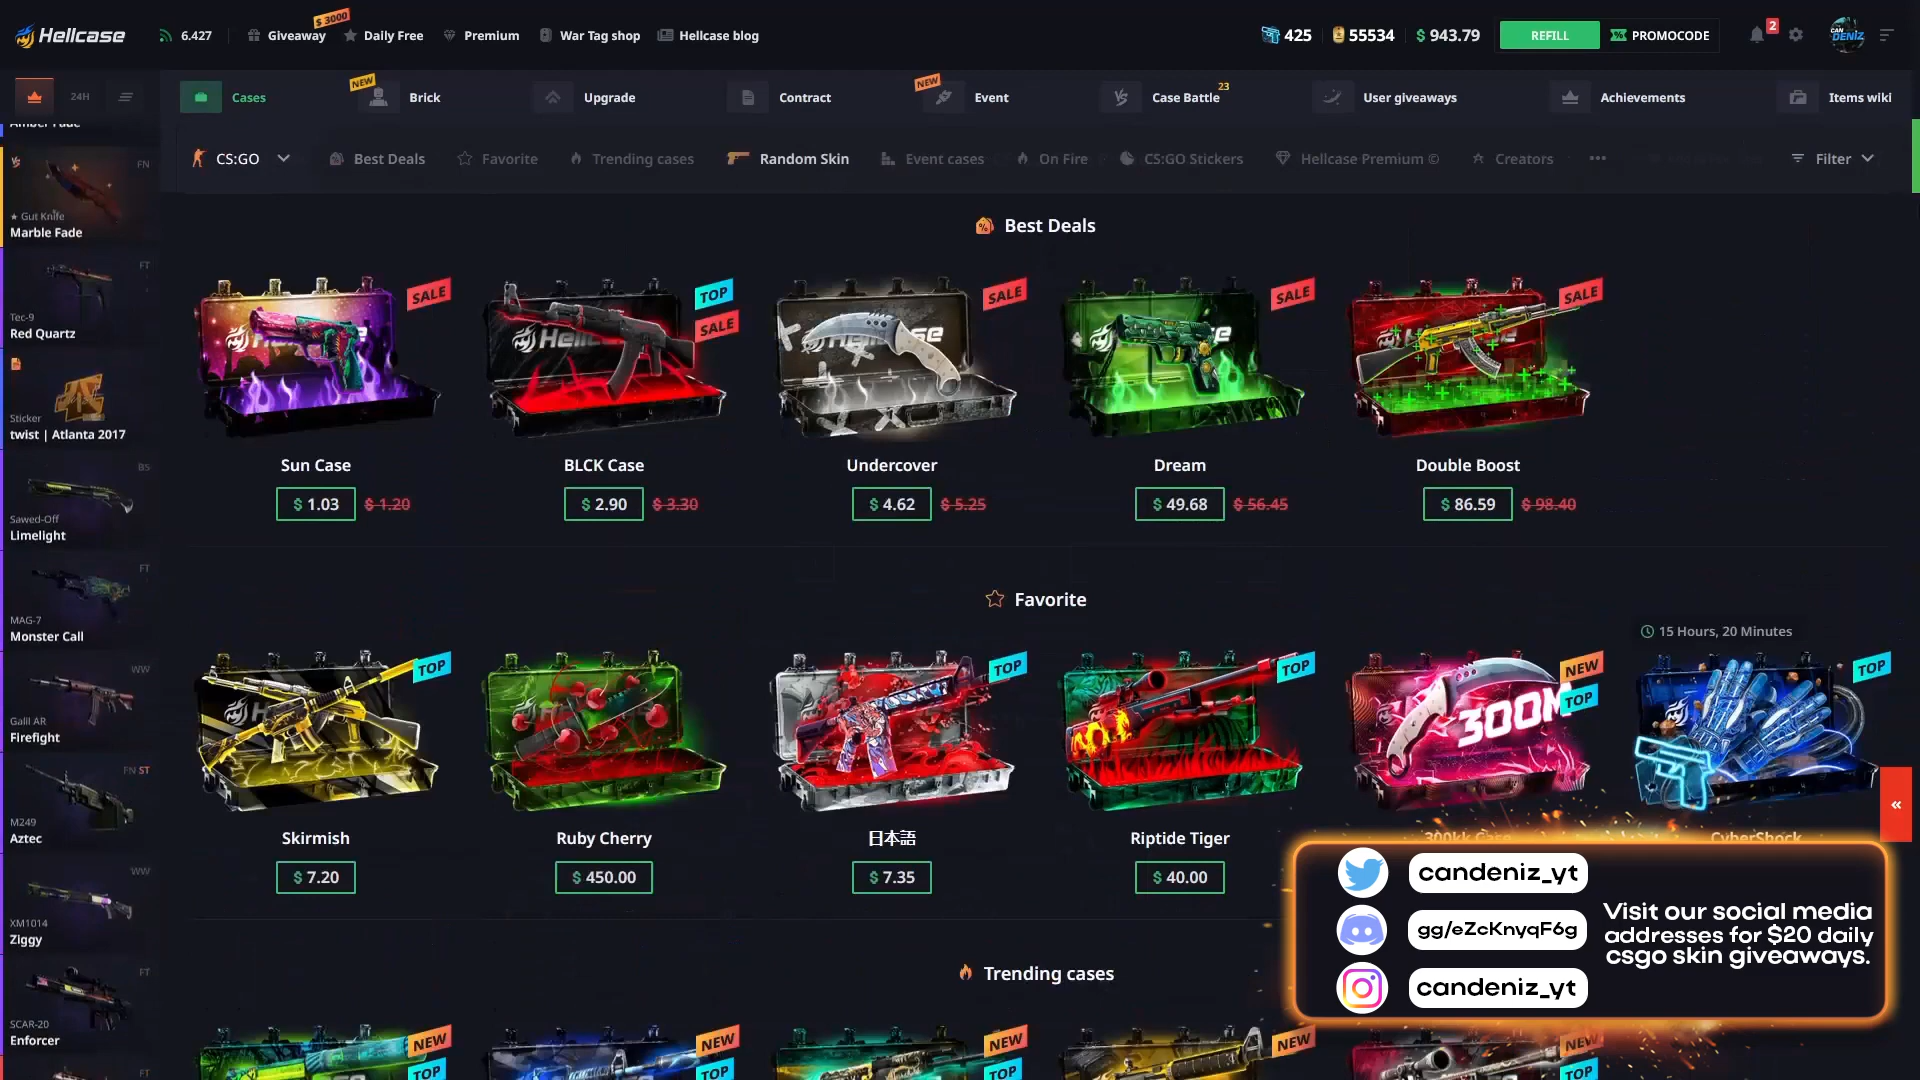 Hellcase
6.427
Giveaway
$ 3000
Daily Free
Premium
War Tag shop
Hellcase blog
425
55534
$ 943.79
REFILL
% PROMOCODE
2
CAN DENIZ
24H
Cases
NEW
Brick
Upgrade
Contract
NEW
Event
Case Battle
23
User giveaways
Achievements
Items wiki
CS:GO
Best Deals
Favorite
Trending cases
Random Skin
Event cases
On Fire
CS:GO Stickers
Hellcase Premium ©
Creators
Filter
Amber Fade
FN
★ Gut Knife
Marble Fade
FT
Tec-9
Red Quartz
Sticker
twist | Atlanta 2017
BS
Sawed-Off
Limelight
FT
MAG-7
Monster Call
WW
Galil AR
Firefight
FN ST
M249
Aztec
WW
XM1014
Ziggy
FT
SCAR-20
Enforcer
FT
Best Deals
SALE
TOP
SALE
SALE
SALE
SALE
Sun Case
BLCK Case
Undercover
Dream
Double Boost
$ 1.03 $ 1.20
$ 2.90 $ 3.30
$ 4.62 $ 5.25
$ 49.68 $ 56.45
$ 86.59 $ 98.40
Favorite
15 Hours, 20 Minutes
TOP
TOP
TOP
NEW
TOP
TOP
300M
Skirmish
Ruby Cherry
日本語
Riptide Tiger
300kk Case
CyberShock
$ 7.20
$ 450.00
$ 7.35
$ 40.00
Trending cases
NEW
TOP
NEW
TOP
NEW
TOP
NEW
NEW
TOP
candeniz_yt
gg/eZcKnyqF6g
candeniz_yt
Visit our social media
addresses for $20 daily
csgo skin giveaways.